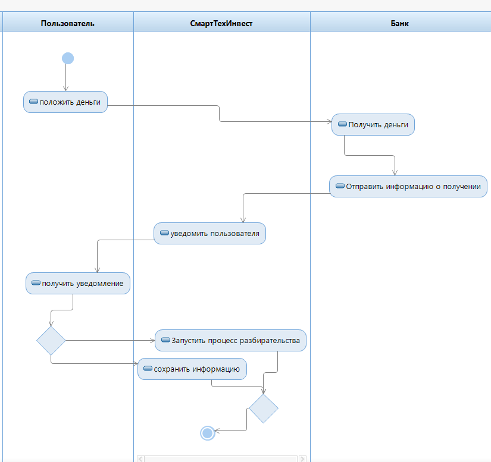 Пользователь
СмартТехИнвест
Банк
положить деньги
Получить деньги
Отправить информацию о получении
уведомить пользователя
получить уведомление
Запустить процесс разбирательства
сохранить информацию